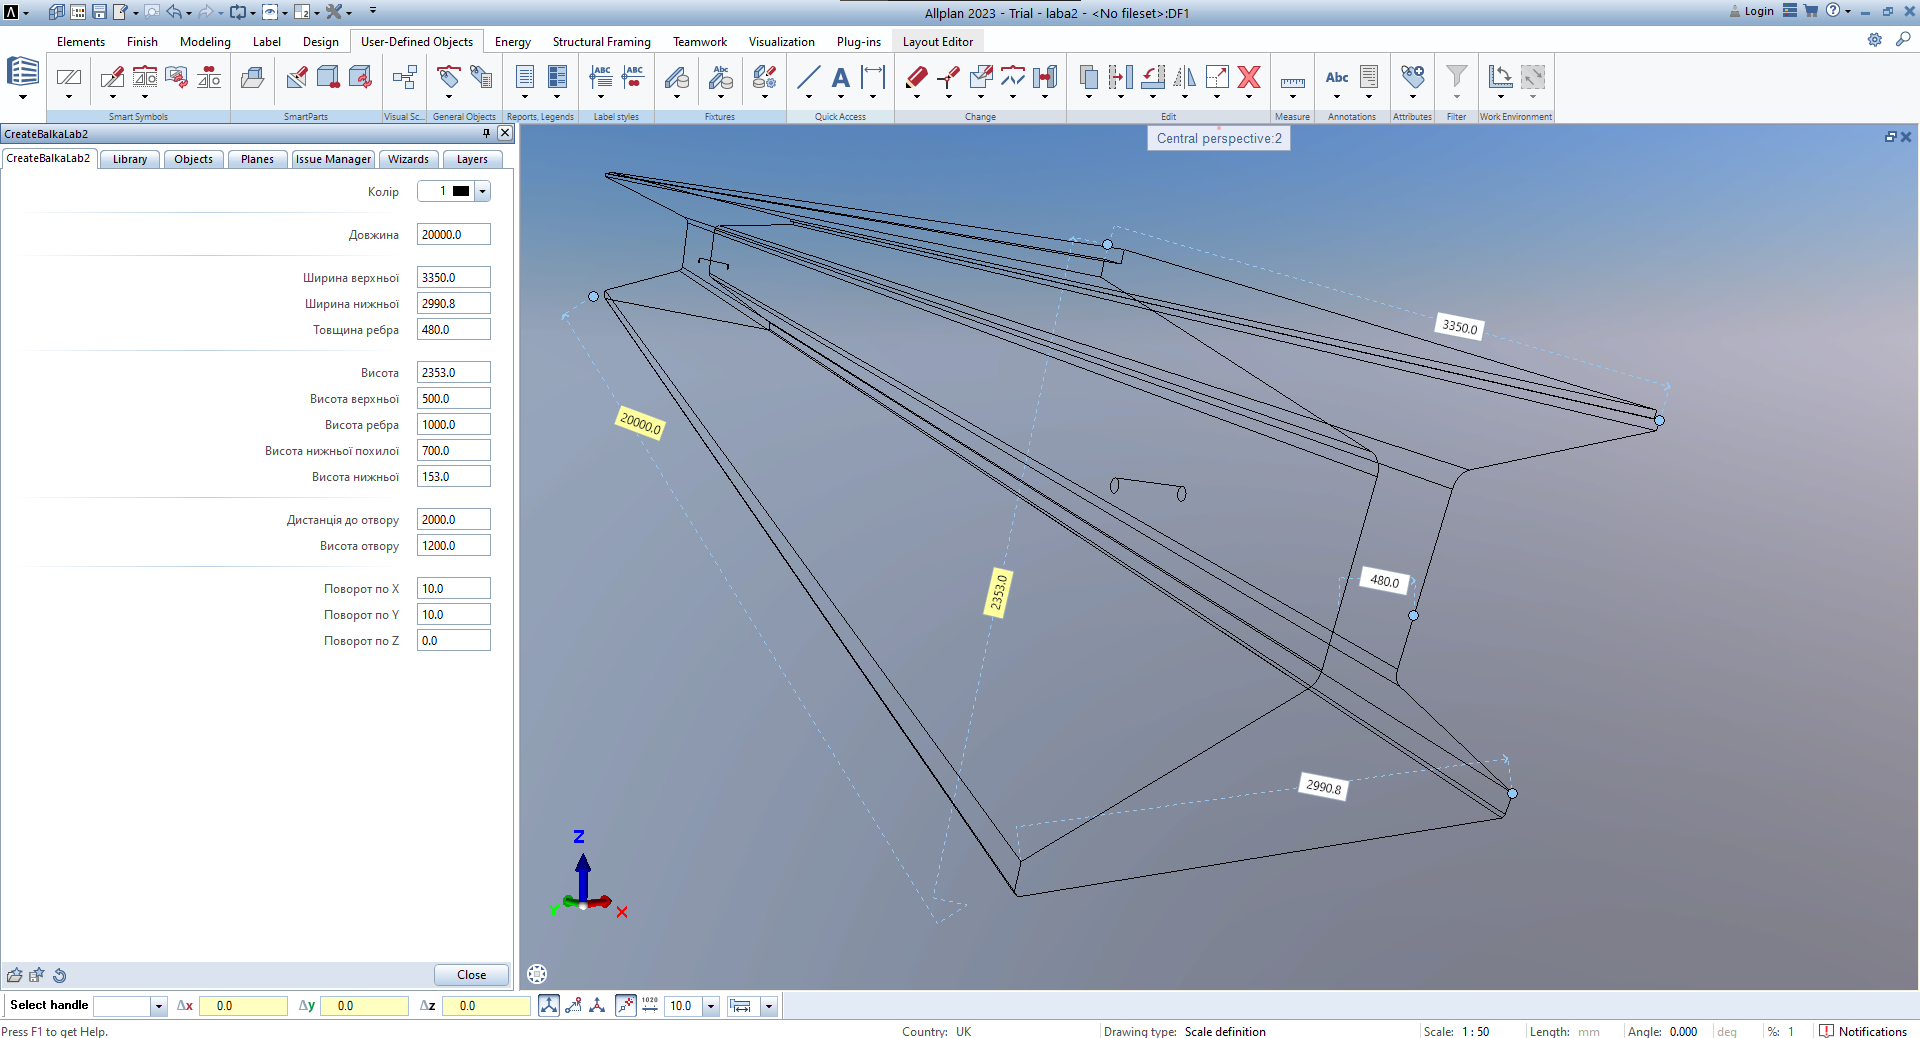 Allplan 2023 - Trial - laba2 - <No fileset>:DF1
Login
Elements Finish Modeling Label Design User-Defined Objects Energy Structural Framing Teamwork Visualization Plug-ins Layout Editor
Smart Symbols SmartParts Visual Sc... General Objects Reports, Legends Label styles Fixtures Quick Access Change Edit Measure Annotations Attributes Filter Work Environment
CreateBalkaLab2
CreateBalkaLab2 Library Objects Planes Issue Manager Wizards Layers
Central perspective:2
Колір 1
Довжина 20000.0
Ширина верхньої 3350.0
Ширина нижньої 2990.8
Товщина ребра 480.0
Висота 2353.0
Висота верхньої 500.0
Висота ребра 1000.0
Висота нижньої похилої 700.0
Висота нижньої 153.0
Дистанція до отвору 2000.0
Висота отвору 1200.0
Поворот по X 10.0
Поворот по Y 10.0
Поворот по Z 0.0
3350.0
20000.0
2353.0
480.0
2990.8
Z
Y
X
Close
Select handle Δx 0.0 Δy 0.0 Δz 0.0 1020 10.0
Press F1 to get Help.
Country: UK Drawing type: Scale definition Scale: 1 : 50 Length: mm Angle: 0.000 deg %: 1 Notifications